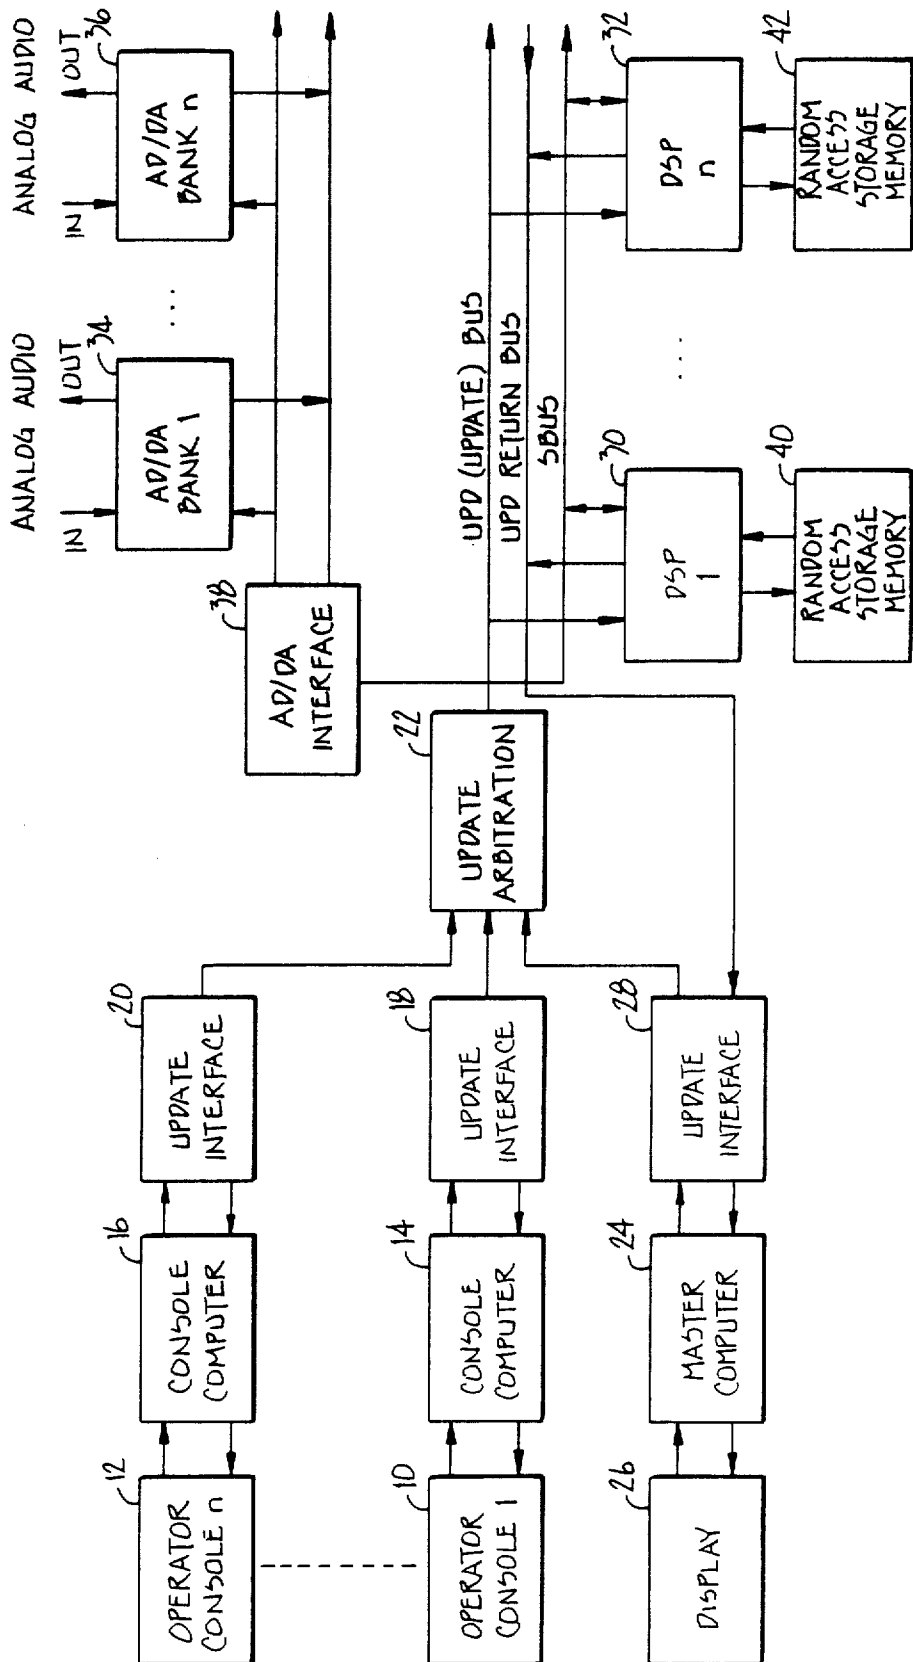 ANALOG AUDIO
IN
OUT
34
AD/DA
BANK 1
. . .
ANALOG AUDIO
IN
OUT
36
AD/DA
BANK n
38
AD/DA
INTERFACE
20
UPDATE
INTERFACE
16
CONSOLE
COMPUTER
12
OPERATOR
CONSOLE n
22
UPDATE
ARBITRATION
UPD (UPDATE) BUS
UPD RETURN BUS
SBUS
10
OPERATOR
CONSOLE 1
14
CONSOLE
COMPUTER
18
UPDATE
INTERFACE
30
DSP
1
. . .
32
DSP
n
26
DISPLAY
24
MASTER
COMPUTER
28
UPDATE
INTERFACE
40
RANDOM
ACCESS
STORAGE
MEMORY
42
RANDOM
ACCESS
STORAGE
MEMORY